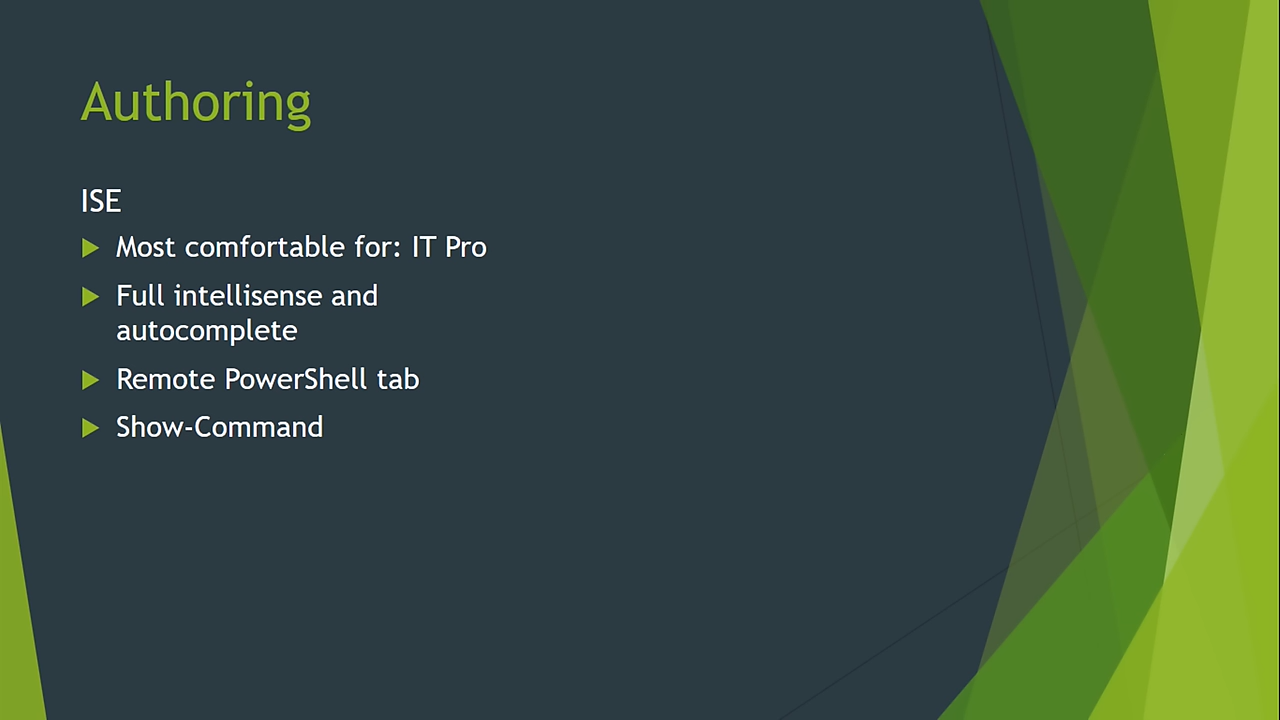 Authoring
ISE
Most comfortable for: IT Pro
Full intellisense and
autocomplete
Remote PowerShell tab
Show-Command